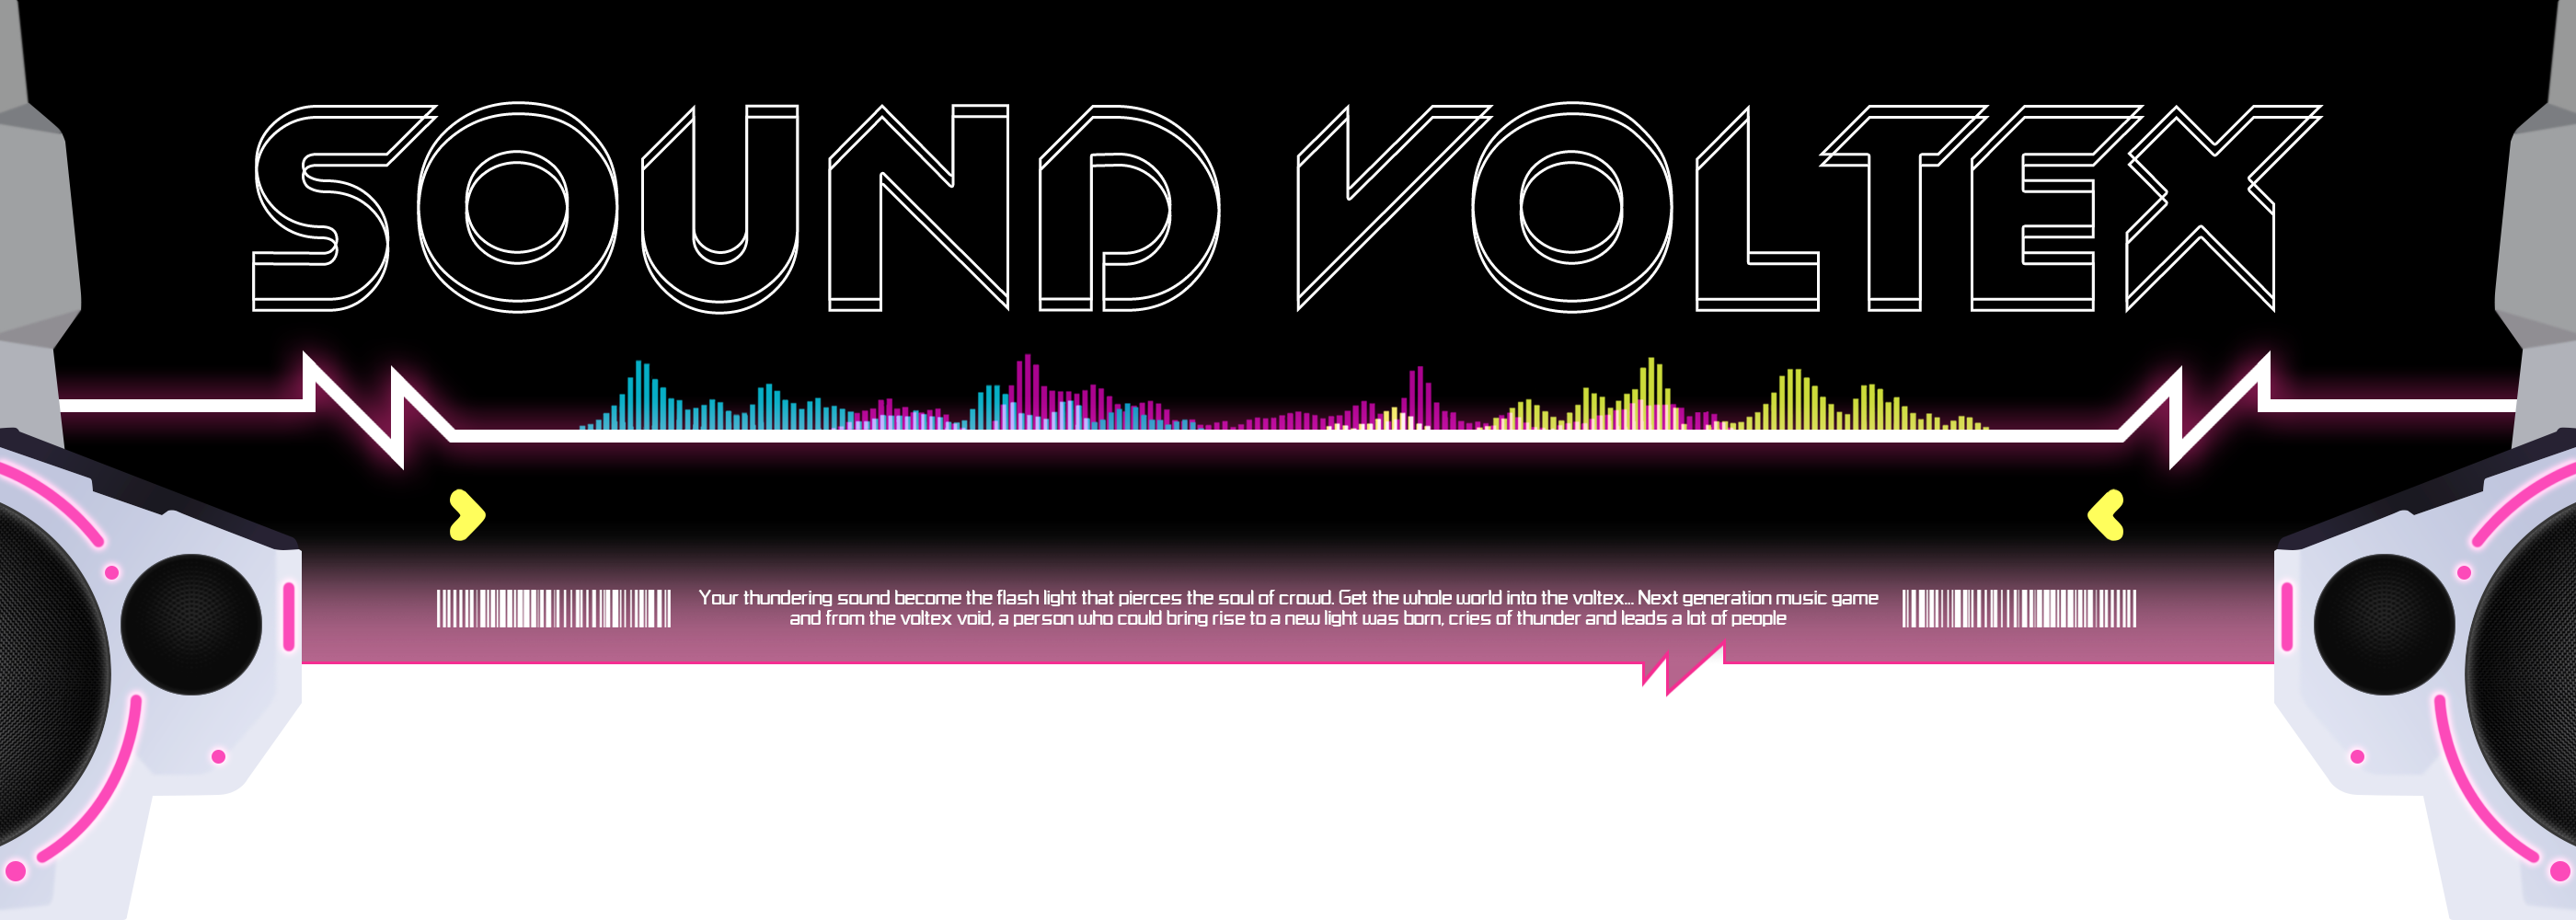 SOUND VOLTEX
Your thundering sound become the flash light that pierces the soul of crowd. Get the whole world into the voltex... Next generation music game
and from the voltex void, a person who could bring rise to a new light was born, cries of thunder and leads a lot of people